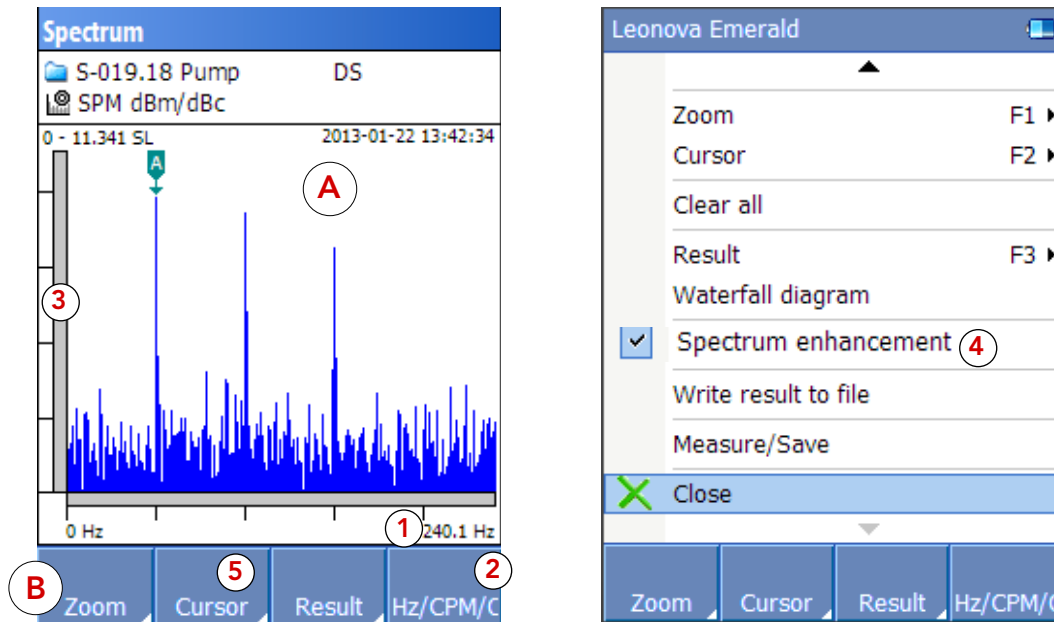 Spectrum
S-019.18 Pump DS
SPM dBm/dBc
0 - 11.341 SL 2013-01-22 13:42:34
A
A
3
1
0 Hz 240.1 Hz
5
2
B
Zoom Cursor Result Hz/CPM/C
Leonova Emerald
Zoom F1
Cursor F2
Clear all
Result F3
Waterfall diagram
Spectrum enhancement 4
Write result to file
Measure/Save
Close
Zoom Cursor Result Hz/CPM/C